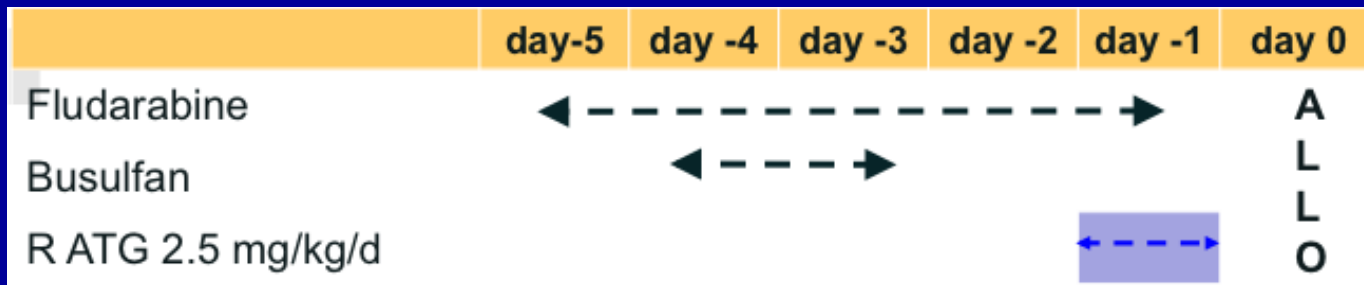 day-5 day -4 day -3 day -2 day -1 day 0
Fludarabine
Busulfan
R ATG 2.5 mg/kg/d
A
L
L
O